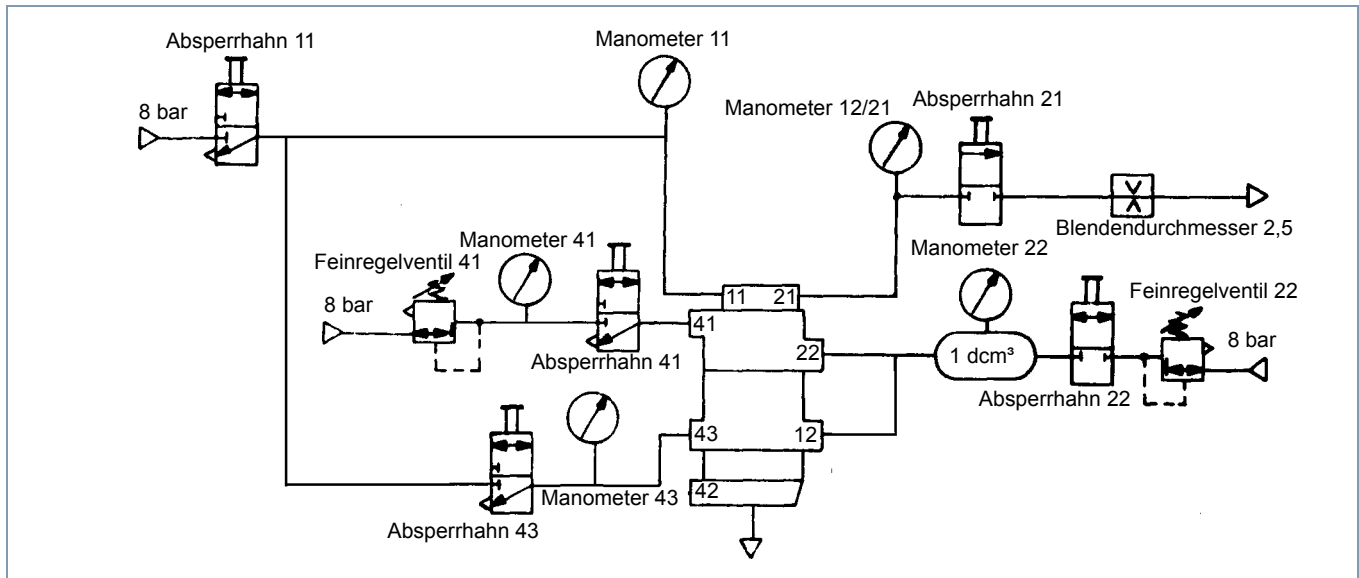 Absperrhahn 11
Manometer 11
8 bar
Manometer 12/21
Absperrhahn 21
Blendendurchmesser 2,5
Manometer 41
Manometer 22
Feinregelventil 41
Feinregelventil 22
8 bar
11
21
41
22
1 dcm³
8 bar
Absperrhahn 41
Absperrhahn 22
43
12
42
Manometer 43
Absperrhahn 43